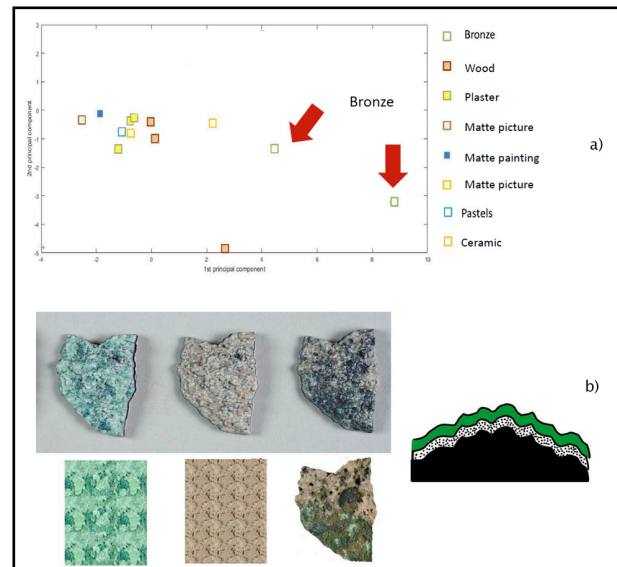 3
2
1
0
-1
-2
-3
-4
-5
-4
-2
0
2
4
6
8
10
2nd principal component
1st principal component
Bronze
Bronze
Wood
Plaster
Matte picture
Matte painting
Matte picture
Pastels
Ceramic
a)
b)